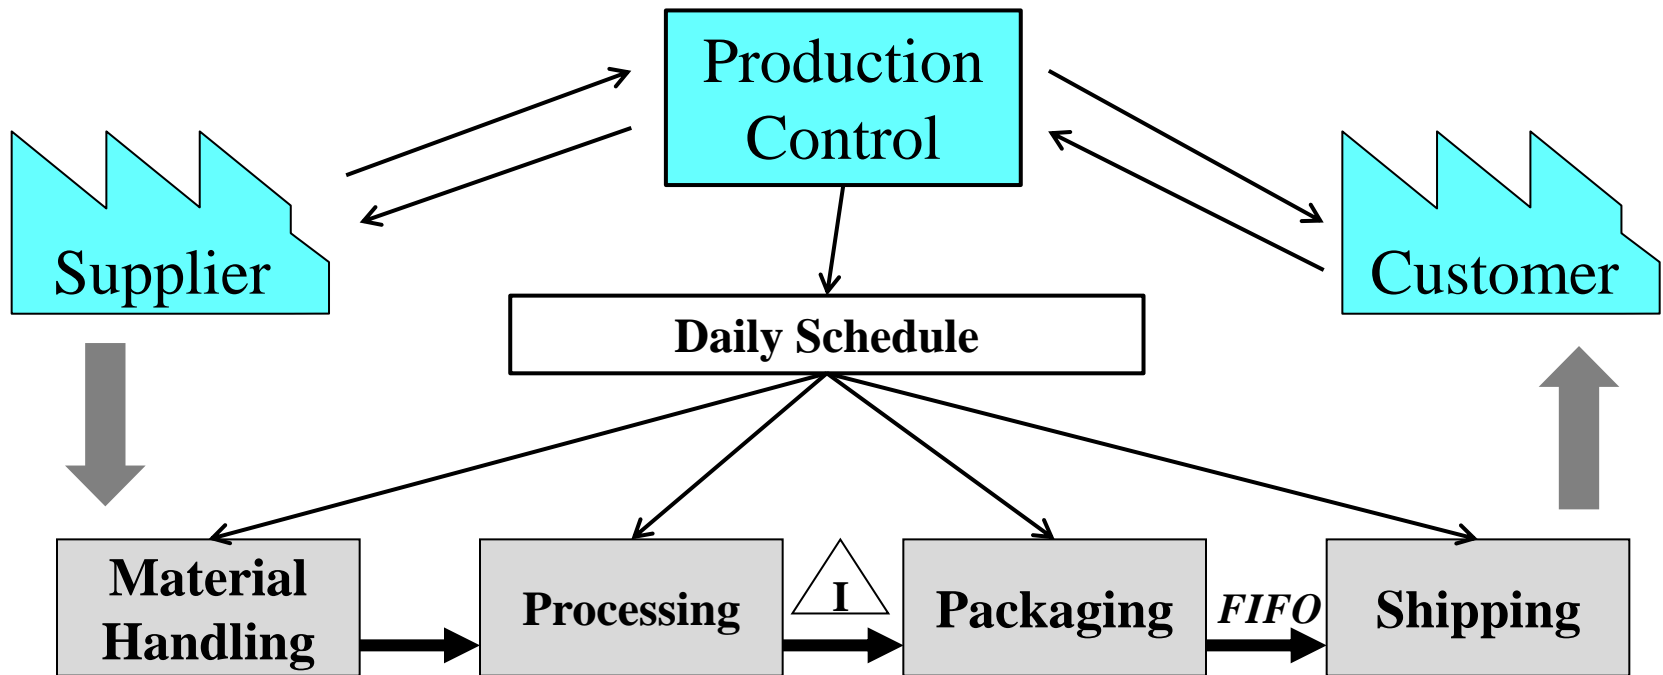 Production
Control
Supplier
Customer
Daily Schedule
Material
Handling
Processing
I
Packaging
FIFO
Shipping